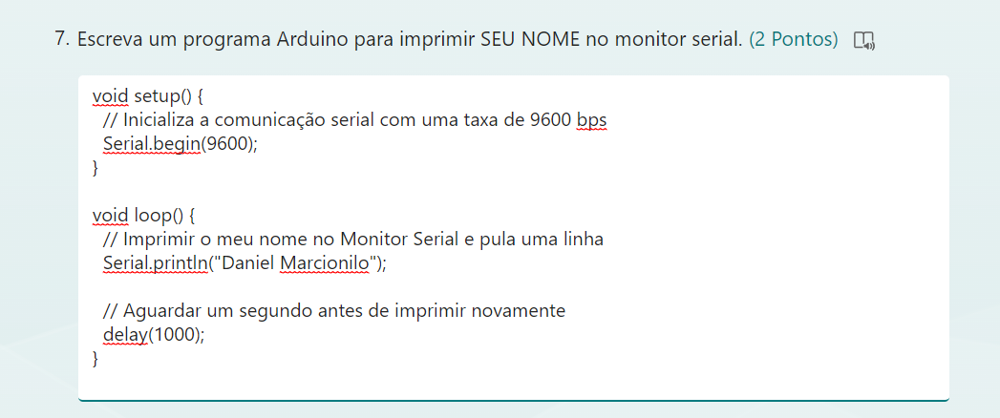 7. Escreva um programa Arduino para imprimir SEU NOME no monitor serial. (2 Pontos)
void setup() {
// Inicializa a comunicação serial com uma taxa de 9600 bps
Serial.begin(9600);
}
void loop() {
// Imprimir o meu nome no Monitor Serial e pula uma linha
Serial.println("Daniel Marcionilo");
// Aguardar um segundo antes de imprimir novamente
delay(1000);
}